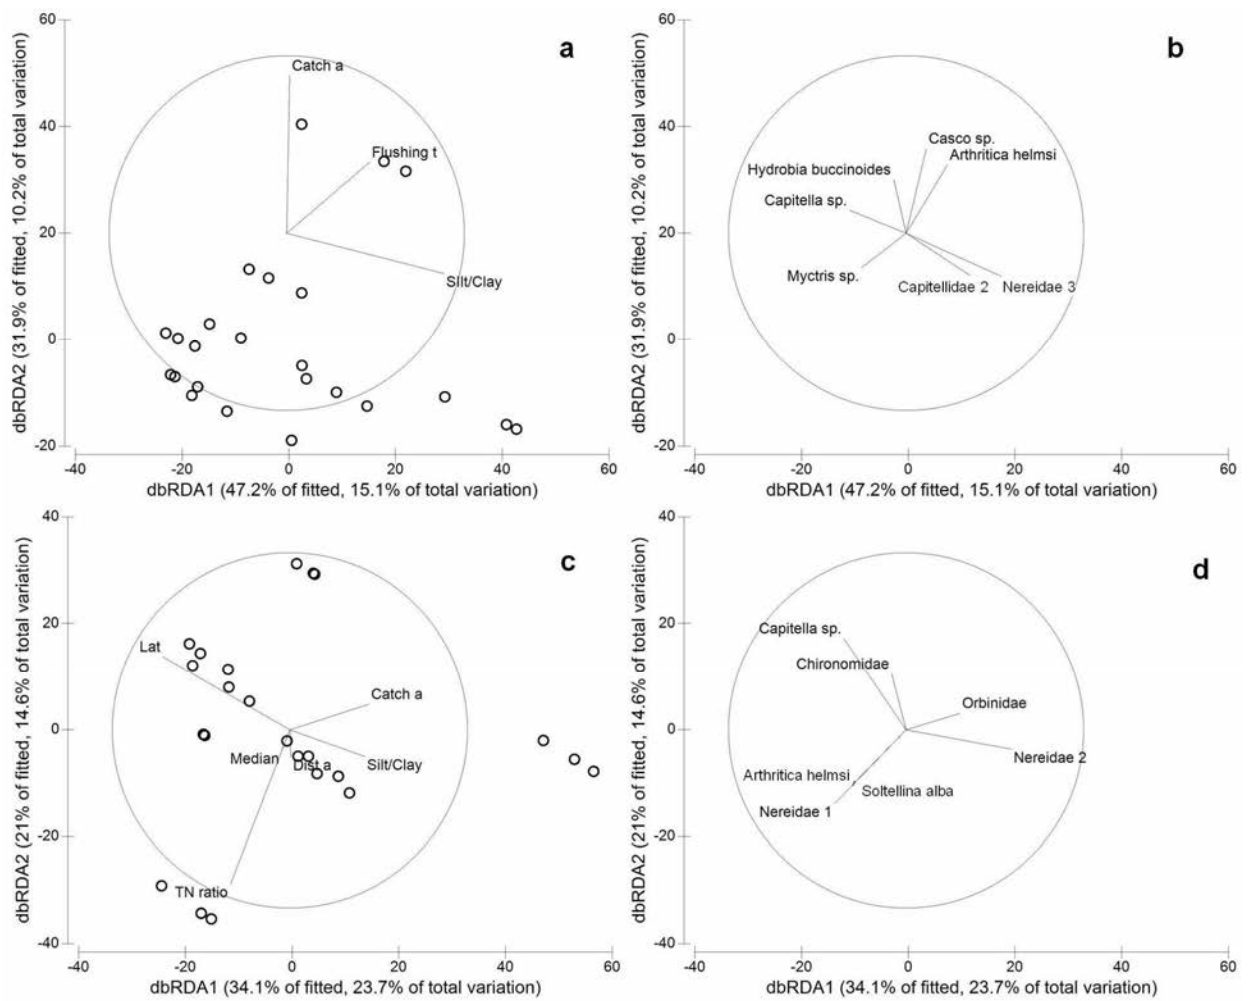 60
40
20
0
-20
dbRDA2 (31.9% of fitted, 10.2% of total variation)
a
Catch a
Flushing t
SIlt/Clay
-40
-20
0
20
40
60
dbRDA1 (47.2% of fitted, 15.1% of total variation)
60
40
20
0
-20
dbRDA2 (31.9% of fitted, 10.2% of total variation)
b
Casco sp.
Arthritica helmsi
Hydrobia buccinoides
Capitella sp.
Myctris sp.
Capitellidae 2
Nereidae 3
-40
-20
0
20
40
60
dbRDA1 (47.2% of fitted, 15.1% of total variation)
40
20
0
-20
-40
dbRDA2 (21% of fitted, 14.6% of total variation)
c
Lat
Catch a
Median
Dist a
Silt/Clay
TN ratio
-40
-20
0
20
40
60
dbRDA1 (34.1% of fitted, 23.7% of total variation)
40
20
0
-20
-40
dbRDA2 (21% of fitted, 14.6% of total variation)
d
Capitella sp.
Chironomidae
Orbinidae
Nereidae 2
Arthritica helmsi
Soltellina alba
Nereidae 1
-40
-20
0
20
40
60
dbRDA1 (34.1% of fitted, 23.7% of total variation)